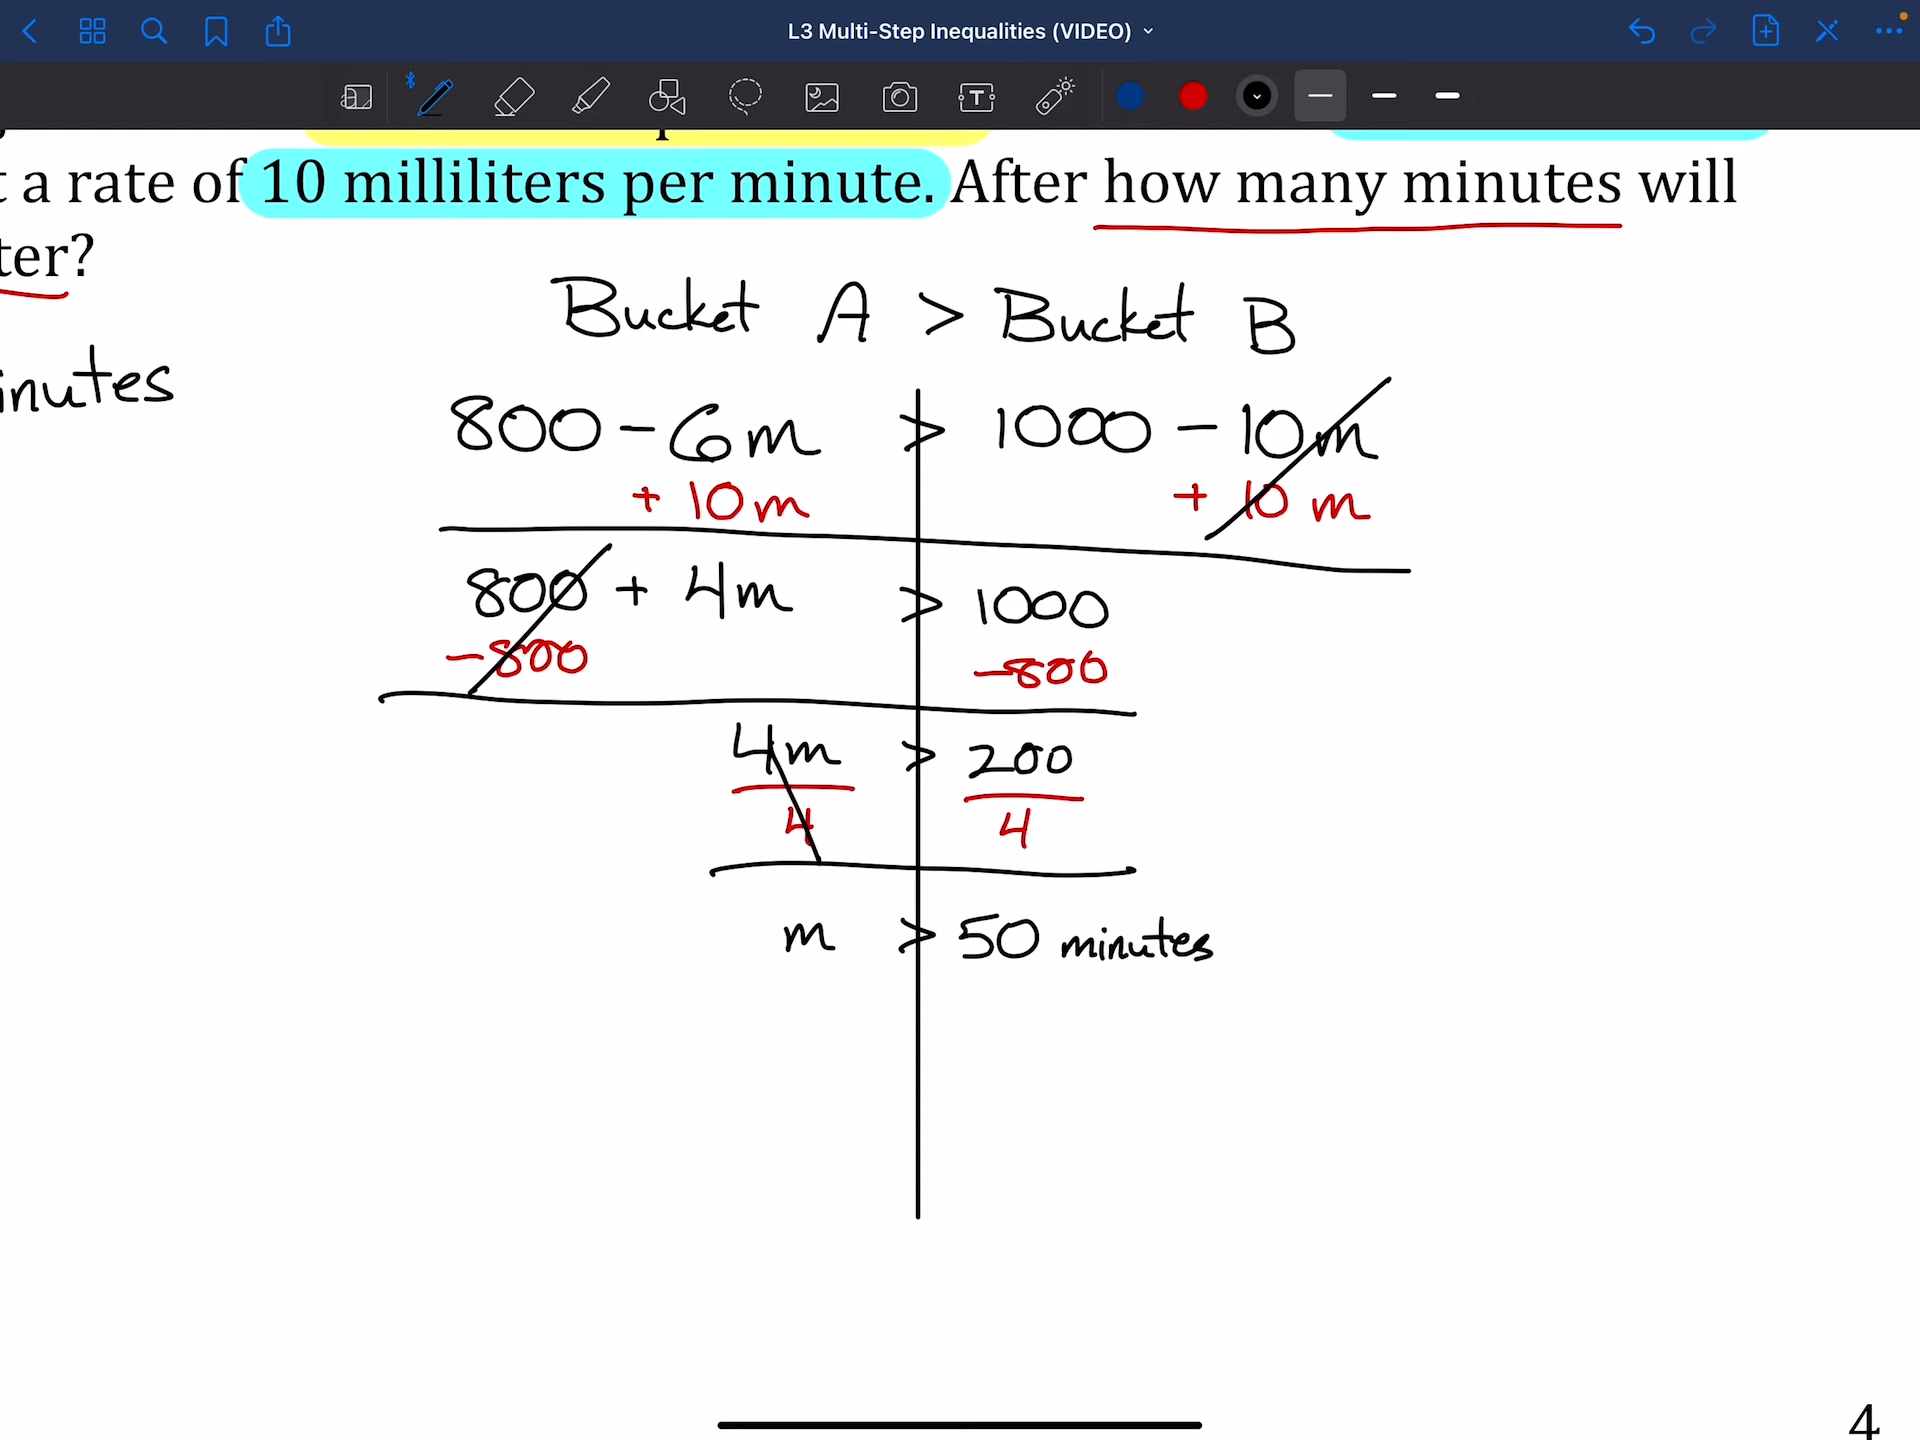 L3 Multi-Step Inequalities (VIDEO)
a rate of 10 milliliters per minute. After how many minutes will
ter?
Bucket A > Bucket B
inutes
800 - 6m > 1000 - 10m
+ 10m + 10m
800 + 4m > 1000
-800 -800
4m > 200
4 4
m > 50 minutes
4